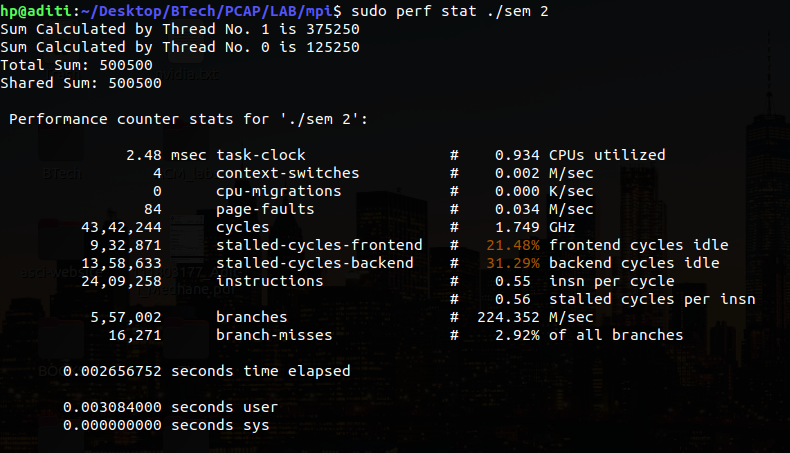 hp@aditi:~/Desktop/BTech/PCAP/LAB/mpi$ sudo perf stat ./sem 2
Sum Calculated by Thread No. 1 is 375250
Sum Calculated by Thread No. 0 is 125250
Total Sum: 500500
Shared Sum: 500500
Performance counter stats for './sem 2':
2.48 msec task-clock # 0.934 CPUs utilized
4 context-switches # 0.002 M/sec
0 cpu-migrations # 0.000 K/sec
84 page-faults # 0.034 M/sec
43,42,244 cycles # 1.749 GHz
9,32,871 stalled-cycles-frontend # 21.48% frontend cycles idle
13,58,633 stalled-cycles-backend # 31.29% backend cycles idle
24,09,258 instructions # 0.55 insn per cycle
# 0.56 stalled cycles per insn
5,57,002 branches # 224.352 M/sec
16,271 branch-misses # 2.92% of all branches
0.002656752 seconds time elapsed
0.003084000 seconds user
0.000000000 seconds sys